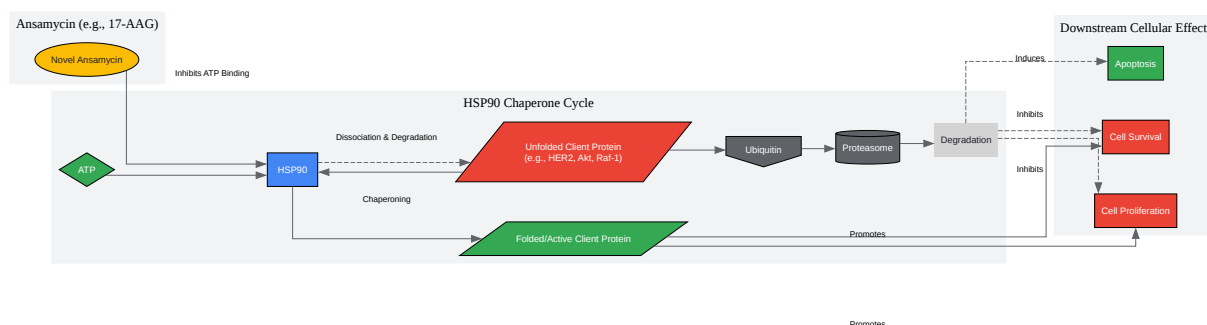 Ansamycin (e.g., 17-AAG)
Novel Ansamycin
Inhibits ATP Binding
HSP90 Chaperone Cycle
ATP
HSP90
Dissociation & Degradation
Chaperoning
Unfolded Client Protein
(e.g., HER2, Akt, Raf-1)
Folded/Active Client Protein
Ubiquitin
Proteasome
Degradation
Promotes
Promotes
Downstream Cellular Effect
Induces
Apoptosis
Inhibits
Cell Survival
Inhibits
Cell Proliferation